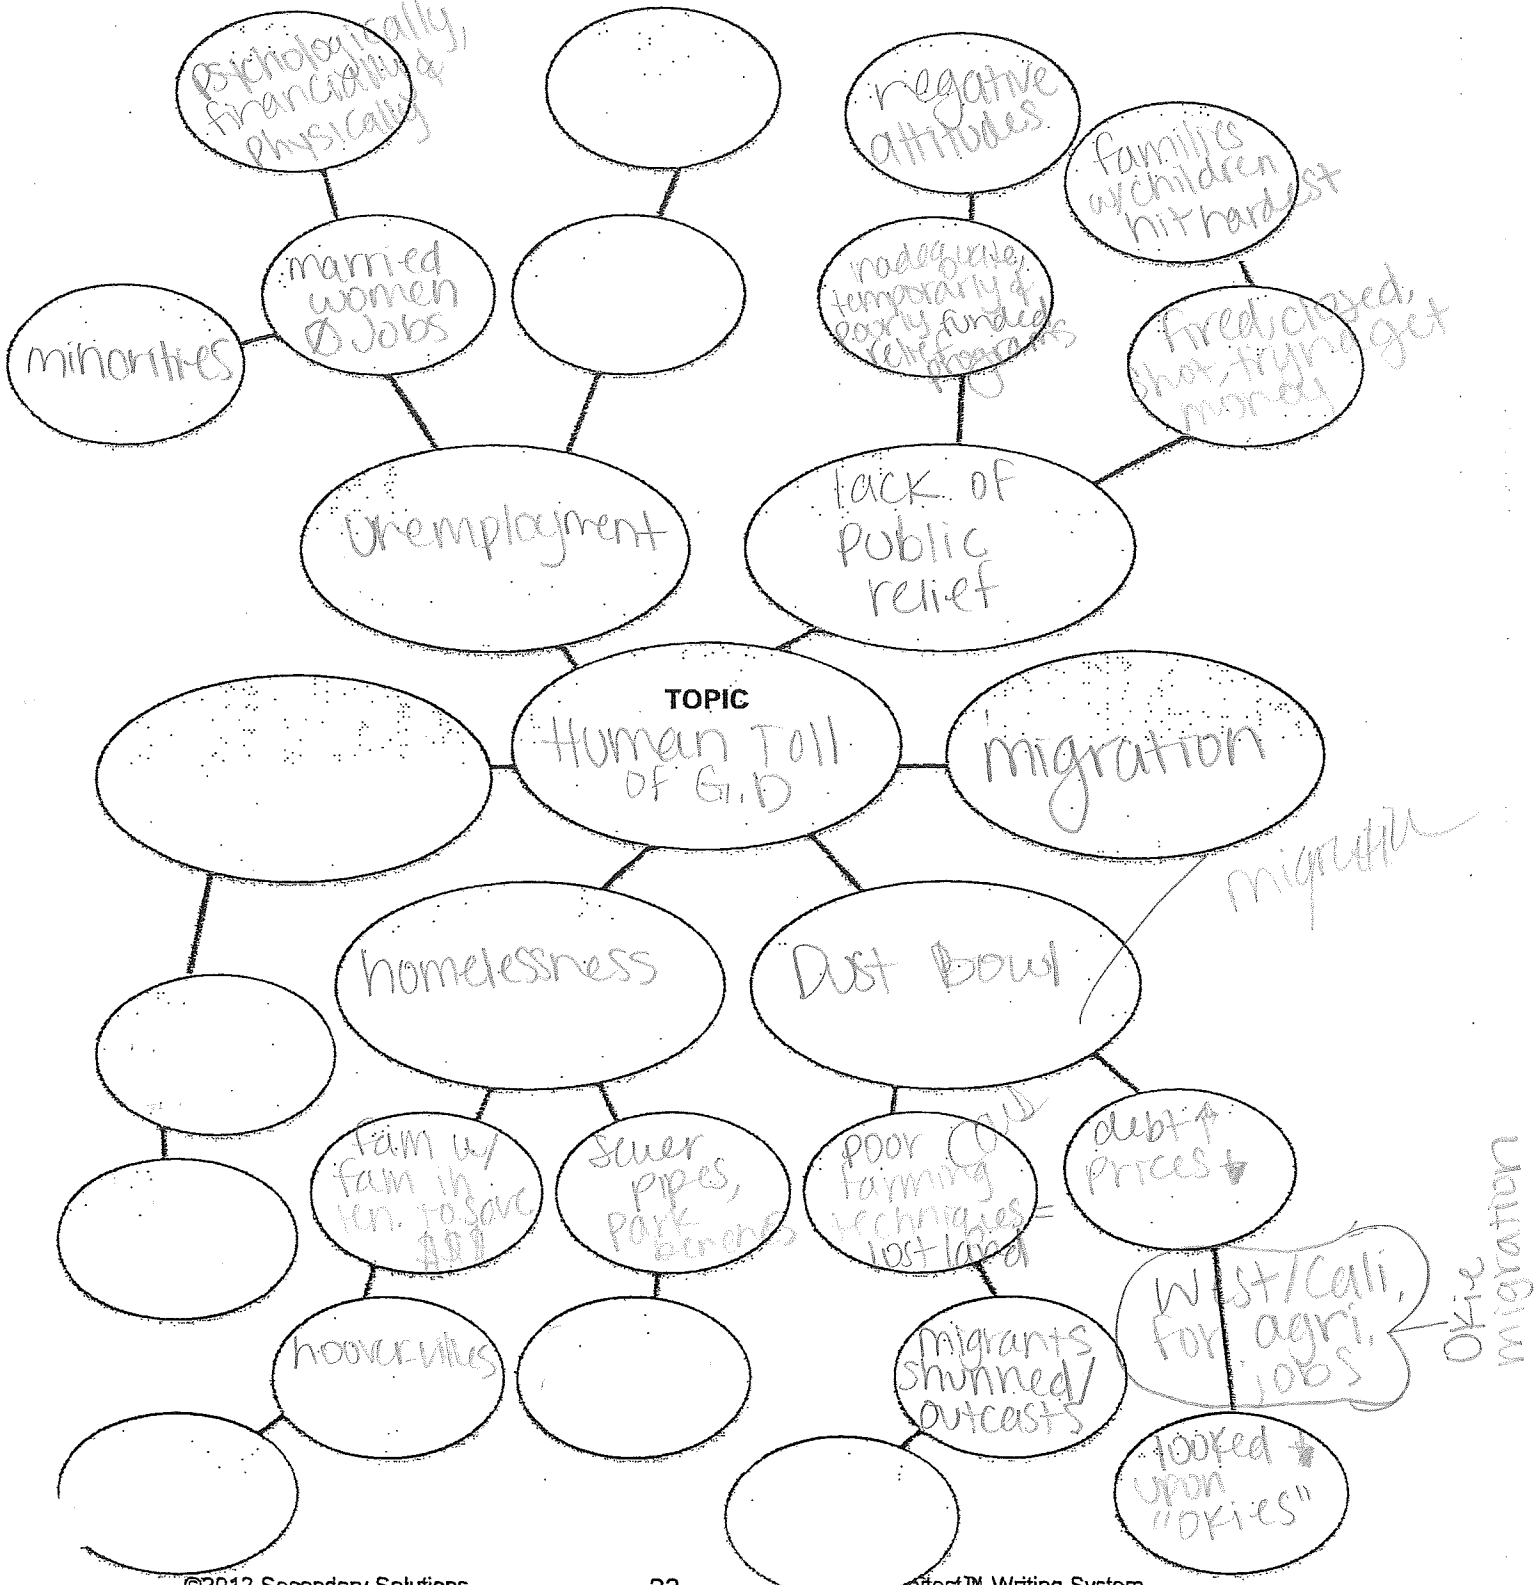 psychologically,
financially &
physically
negative
attitudes
families
w/children
hit hardest
married
women
Ø Jobs
minorities
inadequate,
temporarly &
poorly funded
relief
programs
fired, closed,
shot, tryna get
money
unemployment
lack of
public
relief
TOPIC
Human Toll
of G.D
migration
migration
homelessness
Dust Bowl
fam w/
fam in
ten. to save
$$$
sewer
pipes,
park
benches
poor
farming
techniques =
lost land
debt ↑
prices ↓
hoovervilles
migrants
shunned/
outcasts
West/Cali,
for agri.
jobs
Okie
migration
looked ↓
upon
"okies"
©2012 Secondary Solutions
Writing System